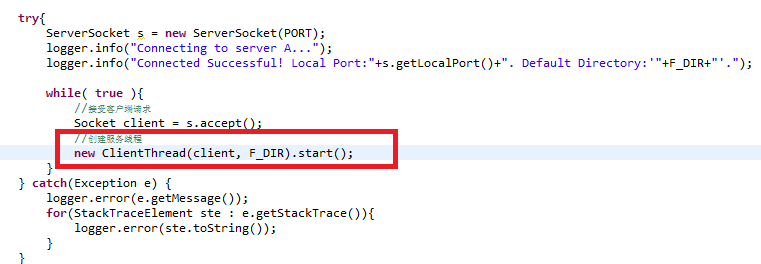 try{
ServerSocket s = new ServerSocket(PORT);
logger.info("Connecting to server A...");
logger.info("Connected Successful! Local Port:"+s.getLocalPort()+". Default Directory:'"+F_DIR+"'.");
while( true ){
//接受客户端请求
Socket client = s.accept();
//创建服务线程
new ClientThread(client, F_DIR).start();
}
} catch(Exception e) {
logger.error(e.getMessage());
for(StackTraceElement ste : e.getStackTrace()){
logger.error(ste.toString());
}
}